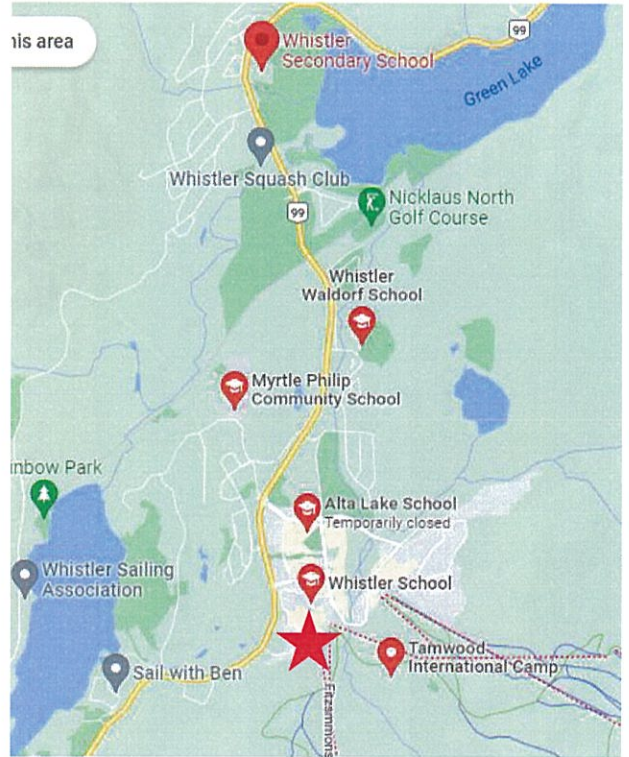 his area
99
Whistler
Secondary School
Green Lake
Whistler Squash Club
Nicklaus North
Golf Course
99
Whistler
Waldorf School
Myrtle Philip
Community School
inbow Park
Alta Lake School
Temporarily closed
Whistler Sailing
Association
Whistler School
Tamwood
International Camp
Sail with Ben
Fitzsimmons